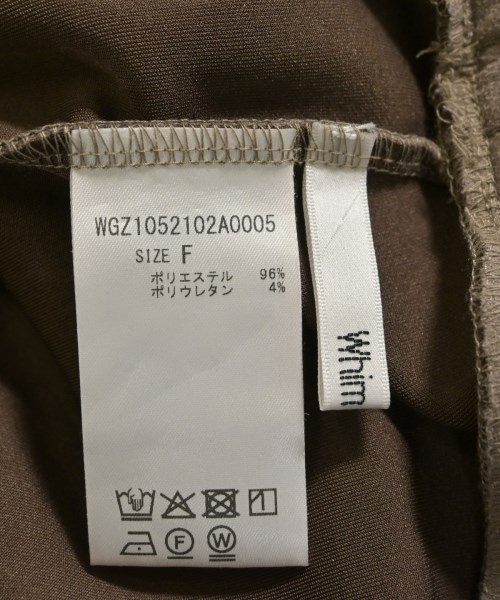 WGZ1052102A0005
SIZE F
ポリエステル 96%
ポリウレタン 4%
F W
Whim